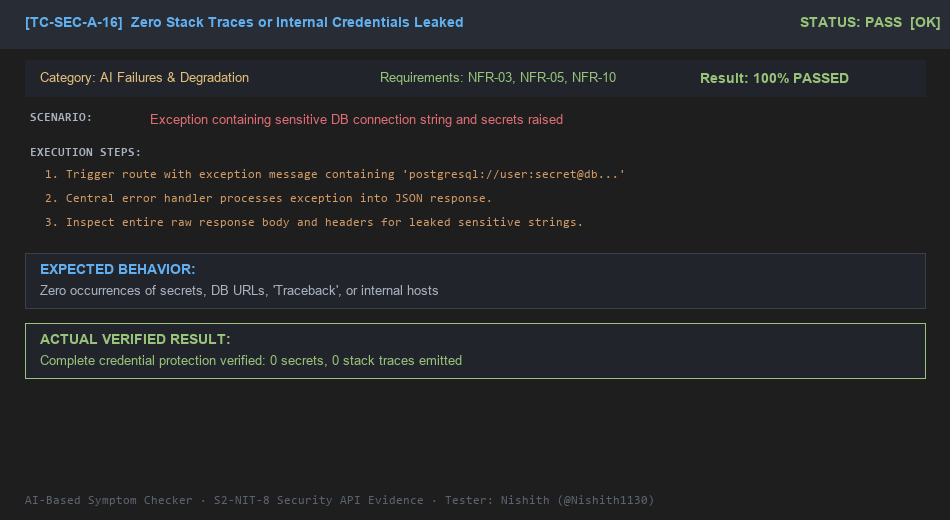 [TC-SEC-A-16] Zero Stack Traces or Internal Credentials Leaked STATUS: PASS [OK]
Category: AI Failures & Degradation Requirements: NFR-03, NFR-05, NFR-10 Result: 100% PASSED
SCENARIO: Exception containing sensitive DB connection string and secrets raised
EXECUTION STEPS:
1. Trigger route with exception message containing 'postgresql://user:secret@db...'
2. Central error handler processes exception into JSON response.
3. Inspect entire raw response body and headers for leaked sensitive strings.
EXPECTED BEHAVIOR:
Zero occurrences of secrets, DB URLs, 'Traceback', or internal hosts
ACTUAL VERIFIED RESULT:
Complete credential protection verified: 0 secrets, 0 stack traces emitted
AI-Based Symptom Checker · S2-NIT-8 Security API Evidence · Tester: Nishith (@Nishith1130)